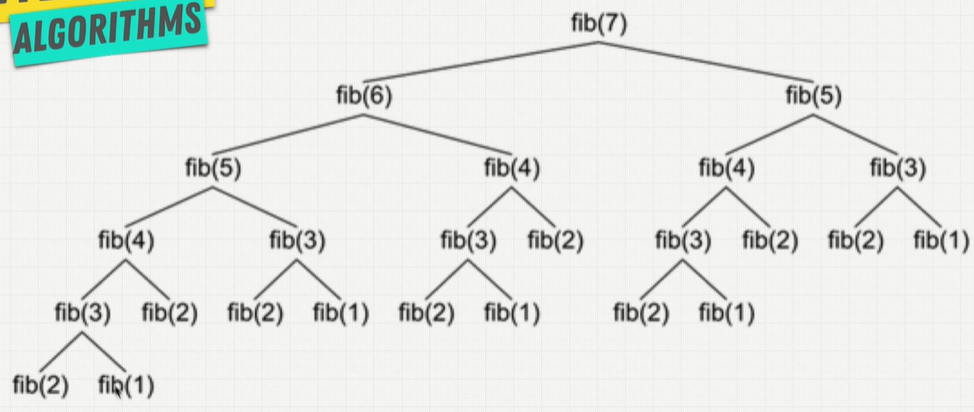 ALGORITHMS
fib(7)
fib(6) fib(5)
fib(5) fib(4) fib(4) fib(3)
fib(4) fib(3) fib(3) fib(2) fib(3) fib(2) fib(2) fib(1)
fib(3) fib(2) fib(2) fib(1) fib(2) fib(1) fib(2) fib(1)
fib(2) fib(1)